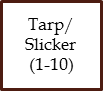 Tarp/
Slicker
(1-10)